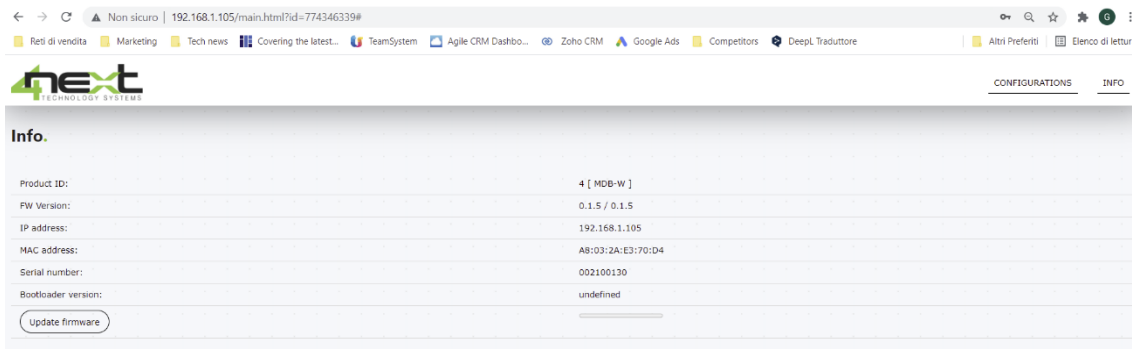 Non sicuro | 192.168.1.105/main.html?id=774346339#
G
Reti di vendita Marketing Tech news Covering the latest... TeamSystem Agile CRM Dashbo... Zoho CRM Google Ads Competitors DeepL Traduttore Altri Preferiti Elenco di lettur
4next
TECHNOLOGY SYSTEMS
CONFIGURATIONS INFO
Info.
Product ID: 4 [ MDB-W ]
FW Version: 0.1.5 / 0.1.5
IP address: 192.168.1.105
MAC address: A8:03:2A:E3:70:D4
Serial number: 002100130
Bootloader version: undefined
Update firmware